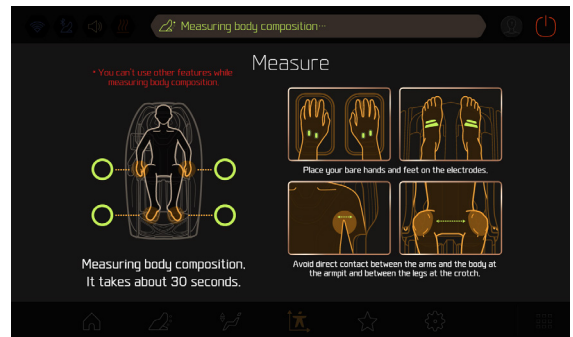 Measuring body composition...
Measure
* You can't use other features while
measuring body composition.
Place your bare hands and feet on the electrodes.
Measuring body composition.
It takes about 30 seconds.
Avoid direct contact between the arms and the body at
the armpit and between the legs at the crotch.